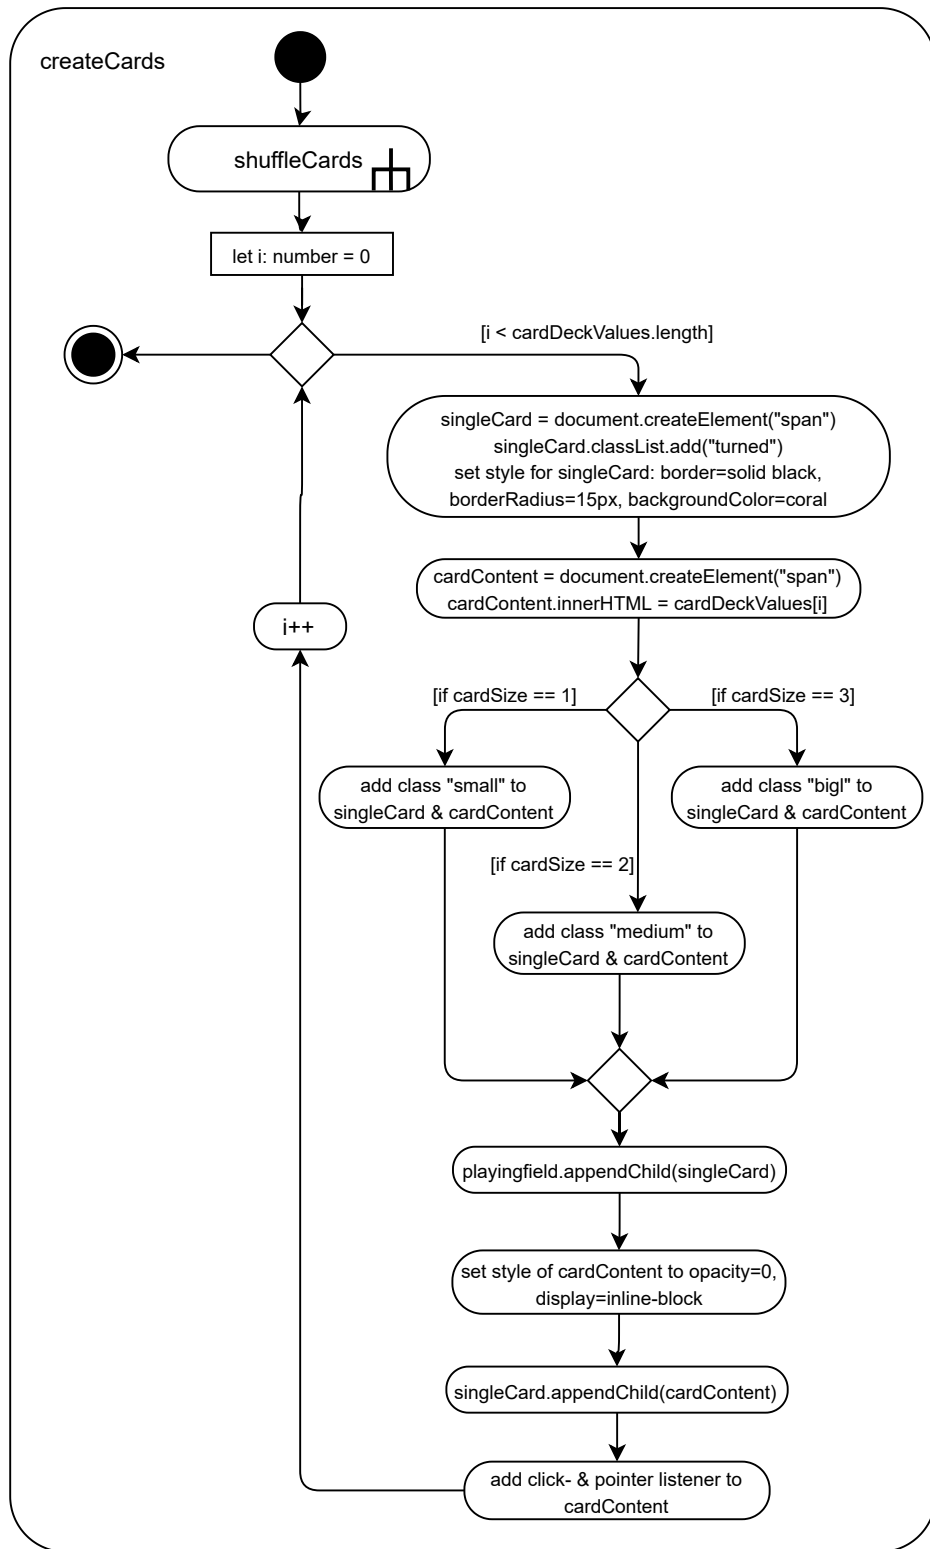 createCards
shuffleCards
let i: number = 0
[i < cardDeckValues.length]
singleCard = document.createElement("span")
singleCard.classList.add("turned")
set style for singleCard: border=solid black,
borderRadius=15px, backgroundColor=coral
cardContent = document.createElement("span")
cardContent.innerHTML = cardDeckValues[i]
i++
[if cardSize == 1]
[if cardSize == 3]
add class "small" to
singleCard & cardContent
add class "bigl" to
singleCard & cardContent
[if cardSize == 2]
add class "medium" to
singleCard & cardContent
playingfield.appendChild(singleCard)
set style of cardContent to opacity=0,
display=inline-block
singleCard.appendChild(cardContent)
add click- & pointer listener to
cardContent